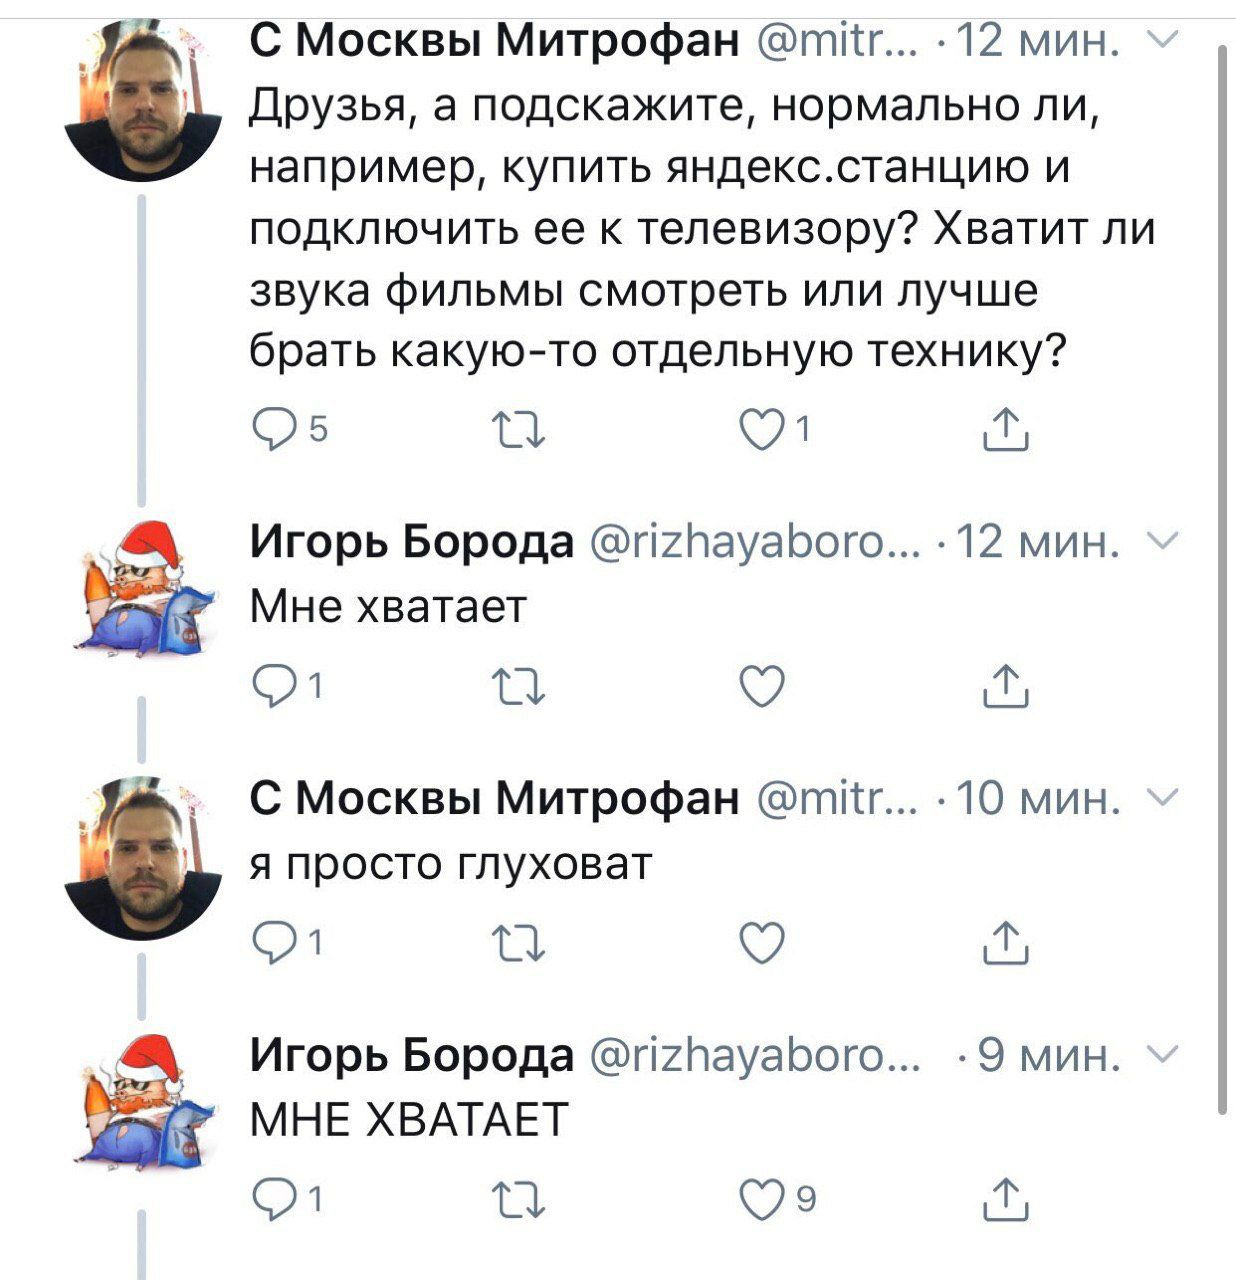 С Москвы Митрофан @mitr... · 12 мин.
Друзья, а подскажите, нормально ли,
например, купить яндекс.станцию и
подключить ее к телевизору? Хватит ли
звука фильмы смотреть или лучше
брать какую-то отдельную технику?
5 1
Игорь Борода @rizhayaboro... · 12 мин.
Мне хватает
1
С Москвы Митрофан @mitr... · 10 мин.
я просто глуховат
1
Игорь Борода @rizhayaboro... · 9 мин.
МНЕ ХВАТАЕТ
1 9